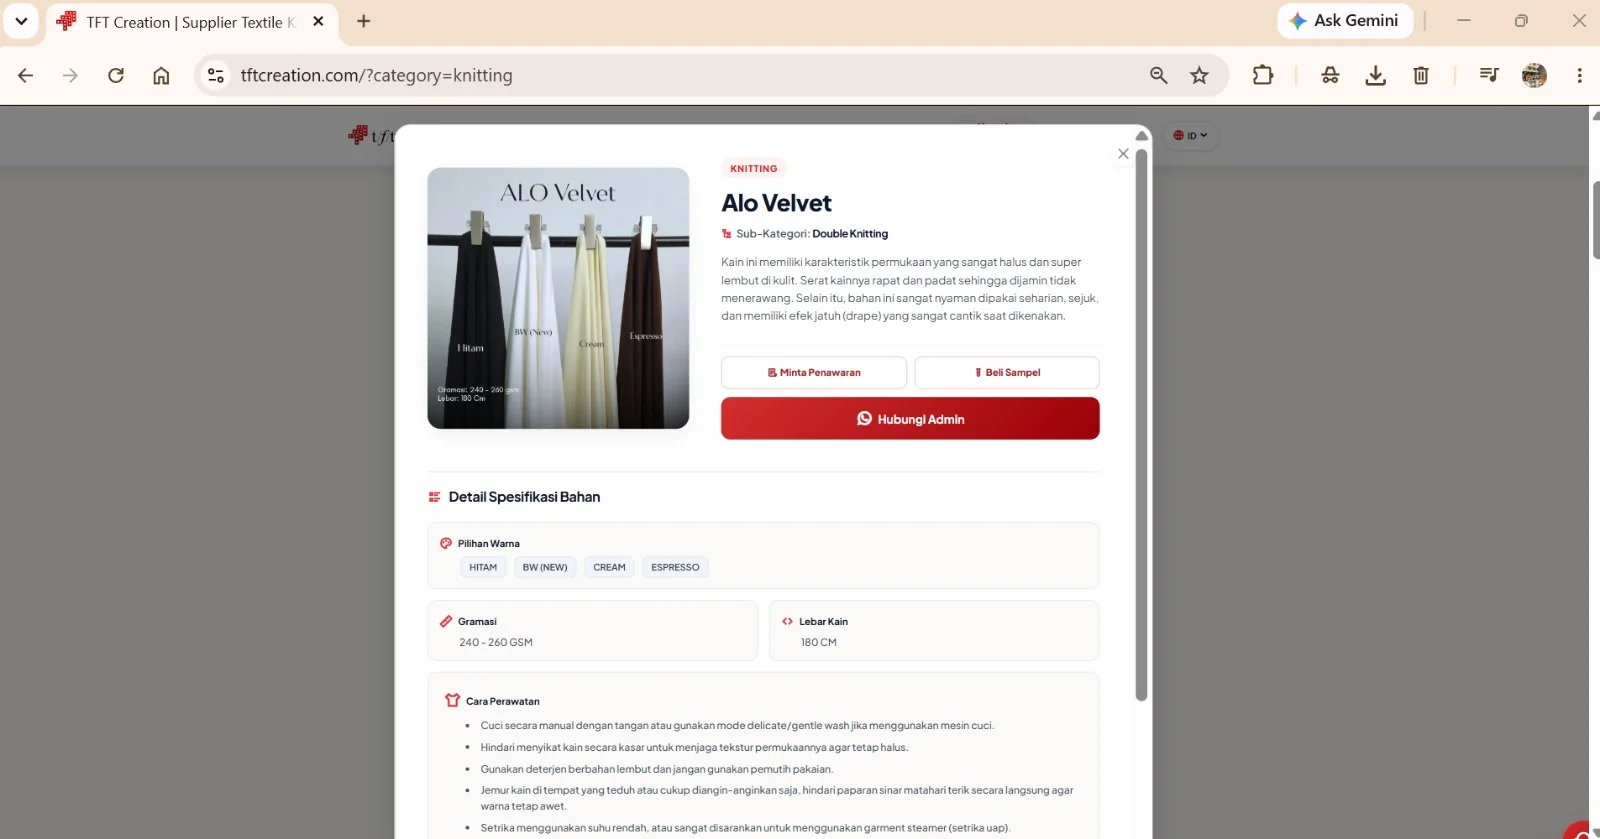 TFT Creation | Supplier Textile K
Ask Gemini
tftcreation.com/?category=knitting
tft
ID
ALO Velvet
Hitam
BW (New)
Cream
Espresso
Gramasi: 240 - 260 gsm
Lebar: 180 Cm
KNITTING
Alo Velvet
Sub-Kategori: Double Knitting
Kain ini memiliki karakteristik permukaan yang sangat halus dan super
lembut di kulit. Serat kainnya rapat dan padat sehingga dijamin tidak
menerawang. Selain itu, bahan ini sangat nyaman dipakai seharian, sejuk,
dan memiliki efek jatuh (drape) yang sangat cantik saat dikenakan.
Minta Penawaran
Beli Sampel
Hubungi Admin
Detail Spesifikasi Bahan
Pilihan Warna
HITAM BW (NEW) CREAM ESPRESSO
Gramasi
240 - 260 GSM
Lebar Kain
180 CM
Cara Perawatan
• Cuci secara manual dengan tangan atau gunakan mode delicate/gentle wash jika menggunakan mesin cuci.
• Hindari menyikat kain secara kasar untuk menjaga tekstur permukaannya agar tetap halus.
• Gunakan deterjen berbahan lembut dan jangan gunakan pemutih pakaian.
• Jemur kain di tempat yang teduh atau cukup diangin-anginkan saja, hindari paparan sinar matahari terik secara langsung agar
warna tetap awet.
• Setrika menggunakan suhu rendah, atau sangat disarankan untuk menggunakan garment steamer (setrika uap).